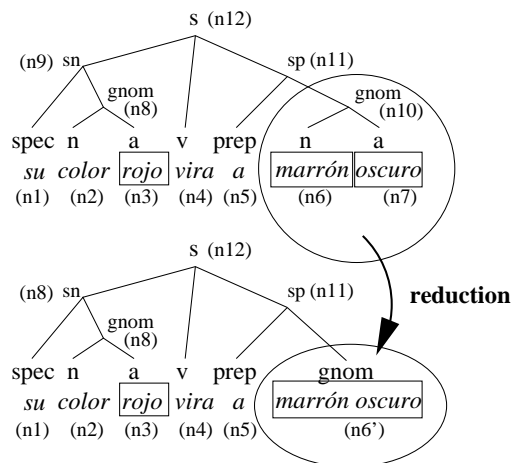 s (n12)
(n9) sn sp (n11)
gnom gnom
(n8) (n10)
spec n a v prep n a
su color rojo vira a marrón oscuro
(n1) (n2) (n3) (n4) (n5) (n6) (n7)
s (n12)
(n8) sn sp (n11) reduction
gnom
(n8)
spec n a v prep gnom
su color rojo vira a marrón oscuro
(n1) (n2) (n3) (n4) (n5) (n6')